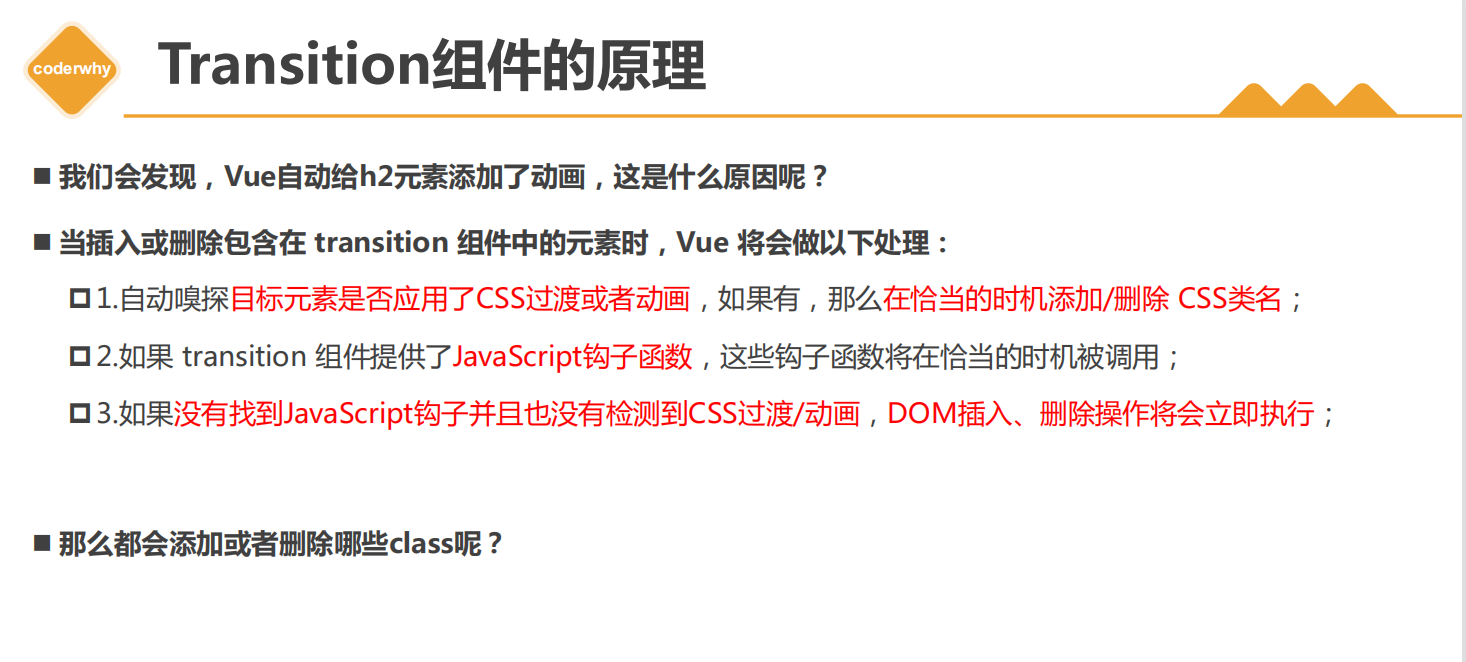 coderwhy
Transition组件的原理
我们会发现，Vue自动给h2元素添加了动画，这是什么原因呢？
当插入或删除包含在 transition 组件中的元素时，Vue 将会做以下处理：
1.自动嗅探目标元素是否应用了CSS过渡或者动画，如果有，那么在恰当的时机添加/删除 CSS类名；
2.如果 transition 组件提供了JavaScript钩子函数，这些钩子函数将在恰当的时机被调用；
3.如果没有找到JavaScript钩子并且也没有检测到CSS过渡/动画，DOM插入、删除操作将会立即执行；
那么都会添加或者删除哪些class呢？